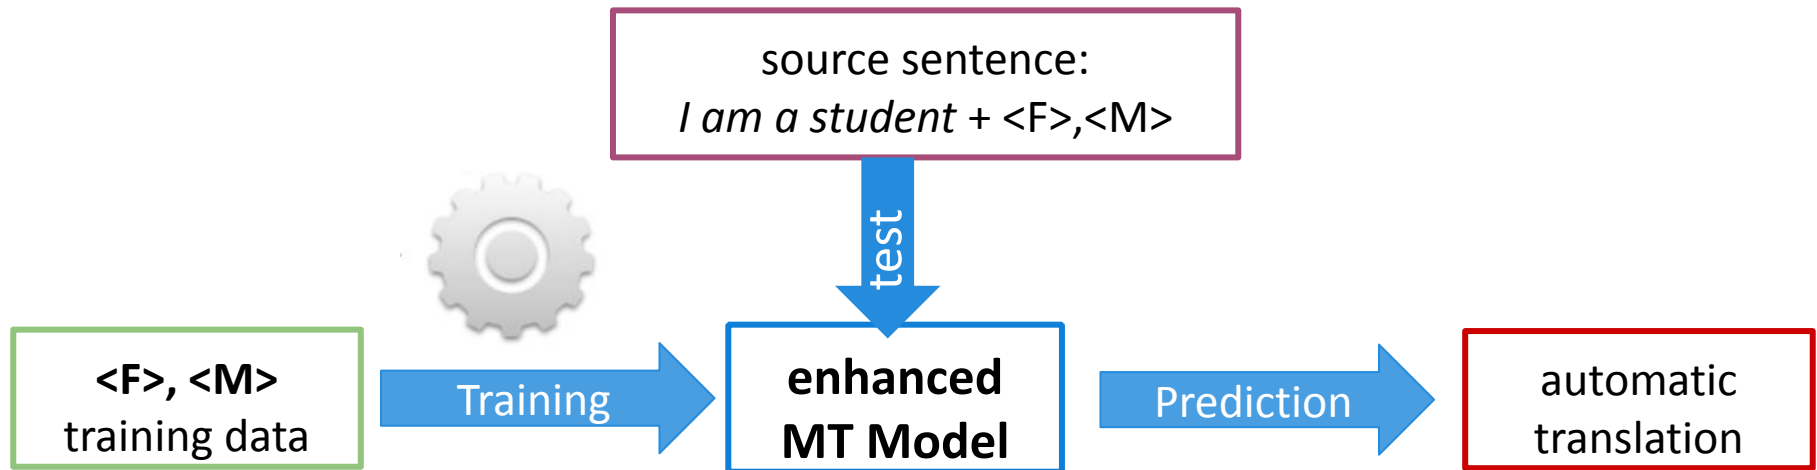 source sentence:
I am a student + <F>,<M>
test
<F>, <M>
training data
Training
enhanced
MT Model
Prediction
automatic
translation